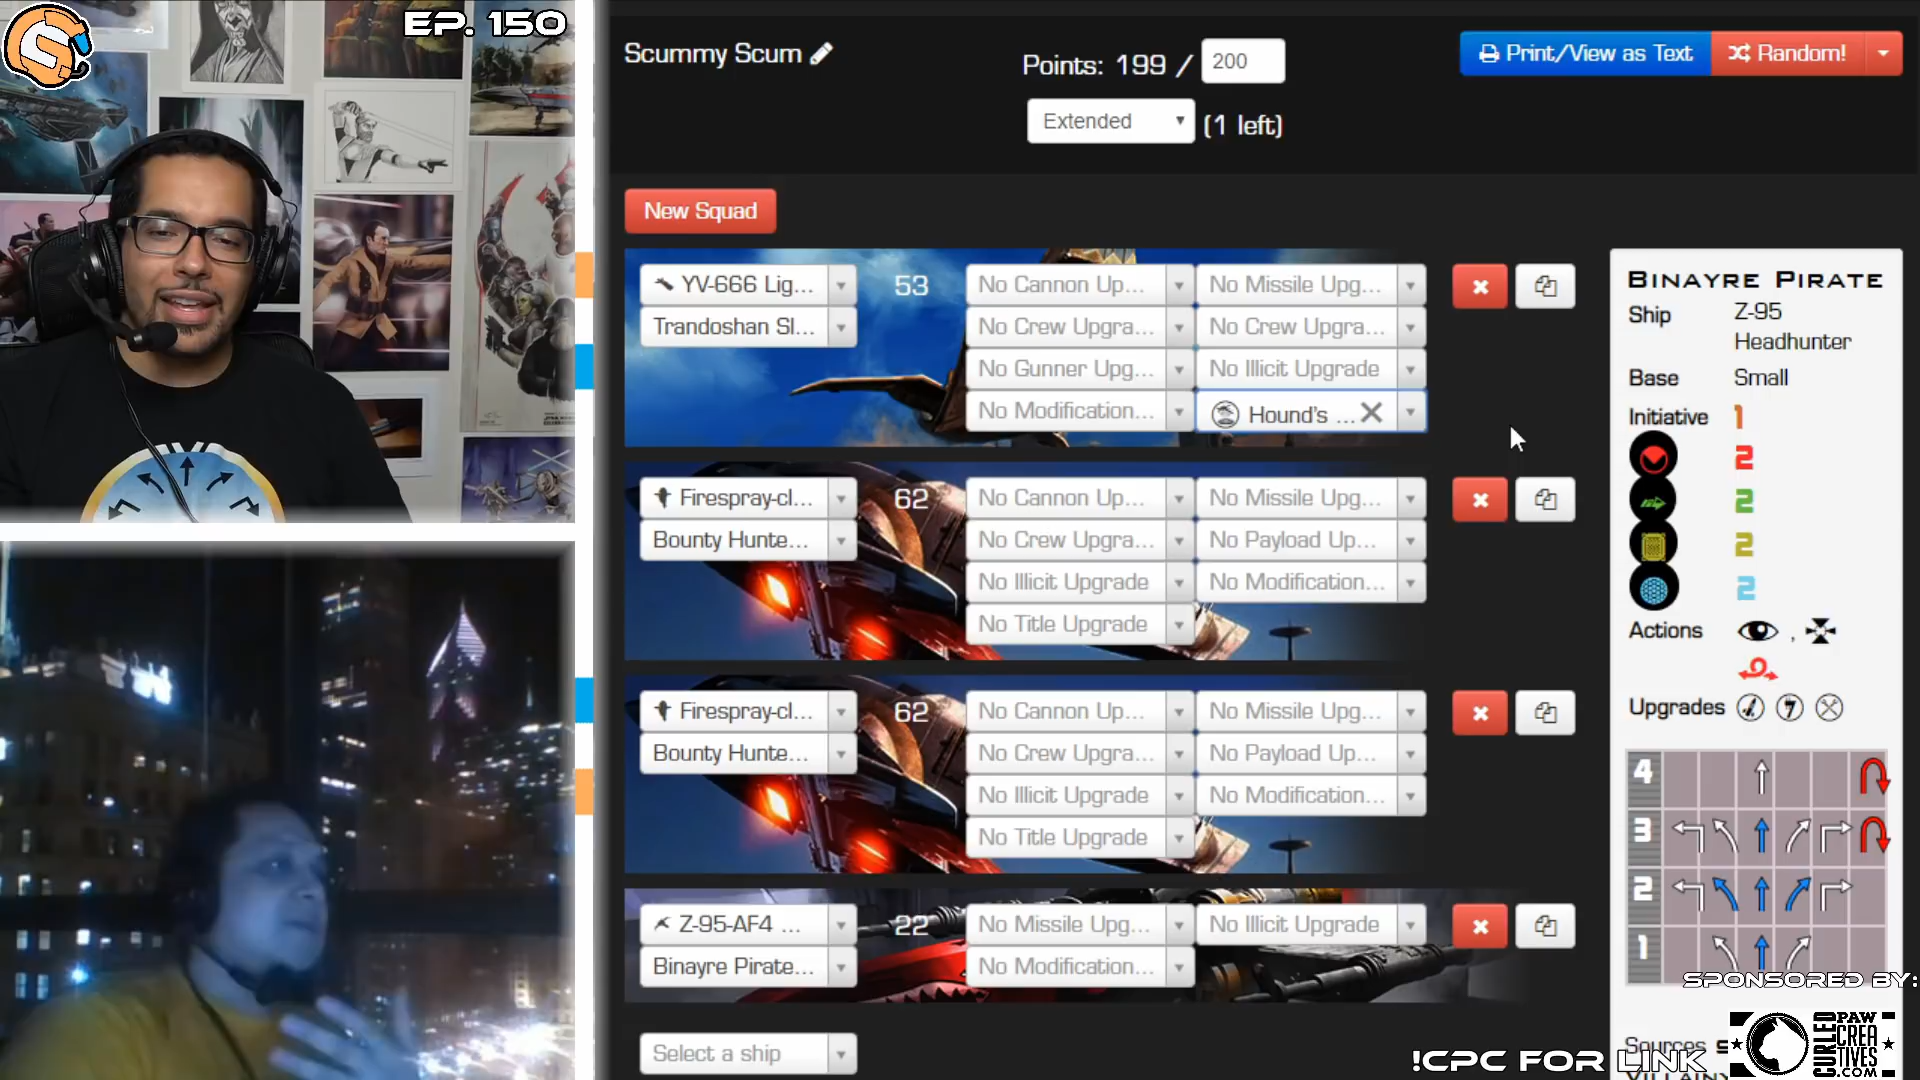 EP. 150
Scummy Scum
Points: 199 / 200
Extended (1 left)
Print/View as Text
Random!
New Squad
YV-666 Lig...
53
Trandoshan Sl...
No Cannon Up...
No Missile Upg...
No Crew Upgra...
No Crew Upgra...
No Gunner Upg...
No Illicit Upgrade
No Modification...
Hound's ...
Firespray-cl...
62
Bounty Hunte...
No Cannon Up...
No Missile Upg...
No Crew Upgra...
No Payload Up...
No Illicit Upgrade
No Modification...
No Title Upgrade
Firespray-cl...
62
Bounty Hunte...
No Cannon Up...
No Missile Upg...
No Crew Upgra...
No Payload Up...
No Illicit Upgrade
No Modification...
No Title Upgrade
Z-95-AF4 ...
22
Binayre Pirate...
No Missile Upg...
No Illicit Upgrade
No Modification...
Select a ship
BINAYRE PIRATE
Ship Z-95 Headhunter
Base Small
Initiative 1
2
2
2
2
Actions ,
Upgrades
4
3
2
1
SPONSORED BY:
Sources
!CPC FOR LINK
CURLED PAW CREATIVES .COM